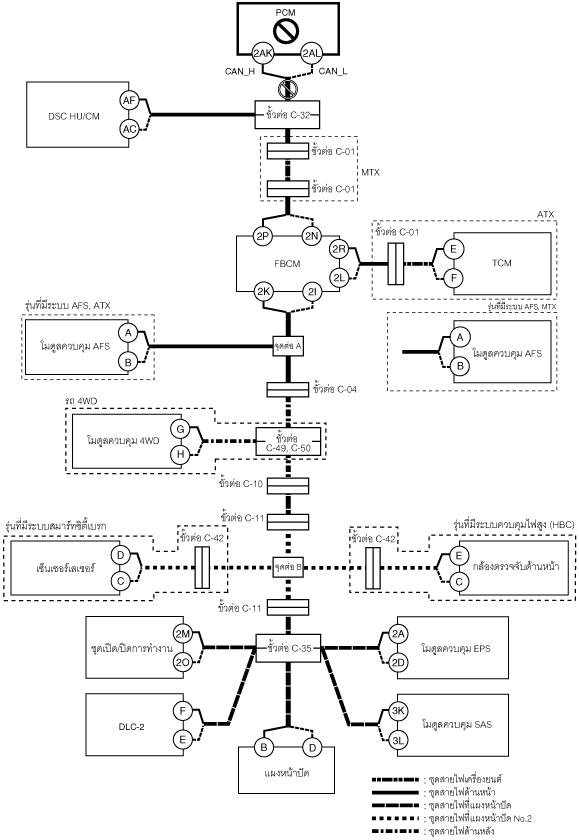 PCM
2AK
2AL
CAN_H
CAN_L
AF
AC
DSC HU/CM
ขั้วต่อ C-32
ขั้วต่อ C-01
MTX
ขั้วต่อ C-01
2P
2N
2R
2L
FBCM
2K
2I
ATX
ขั้วต่อ C-01
E
F
TCM
รุ่นที่มีระบบ AFS, ATX
โมดูลควบคุม AFS
A
B
จุดต่อ A
รุ่นที่มีระบบ AFS, MTX
A
B
โมดูลควบคุม AFS
ขั้วต่อ C-04
รถ 4WD
โมดูลควบคุม 4WD
G
H
ขั้วต่อ
C-49, C-50
ขั้วต่อ C-10
ขั้วต่อ C-11
รุ่นที่มีระบบสมาร์ทซิตี้เบรก
ขั้วต่อ C-42
เซ็นเซอร์เลเซอร์
D
C
จุดต่อ B
รุ่นที่มีระบบควบคุมไฟสูง (HBC)
ขั้วต่อ C-42
E
C
กล้องตรวจจับด้านหน้า
ขั้วต่อ C-11
ชุดเปิด/ปิดการทำงาน
2M
2O
ขั้วต่อ C-35
2A
2D
โมดูลควบคุม EPS
DLC-2
F
E
3K
3L
โมดูลควบคุม SAS
B
D
แผงหน้าปัด
: ชุดสายไฟเครื่องยนต์
: ชุดสายไฟด้านหน้า
: ชุดสายไฟที่แผงหน้าปัด
: ชุดสายไฟที่แผงหน้าปัด No.2
: ชุดสายไฟด้านหลัง